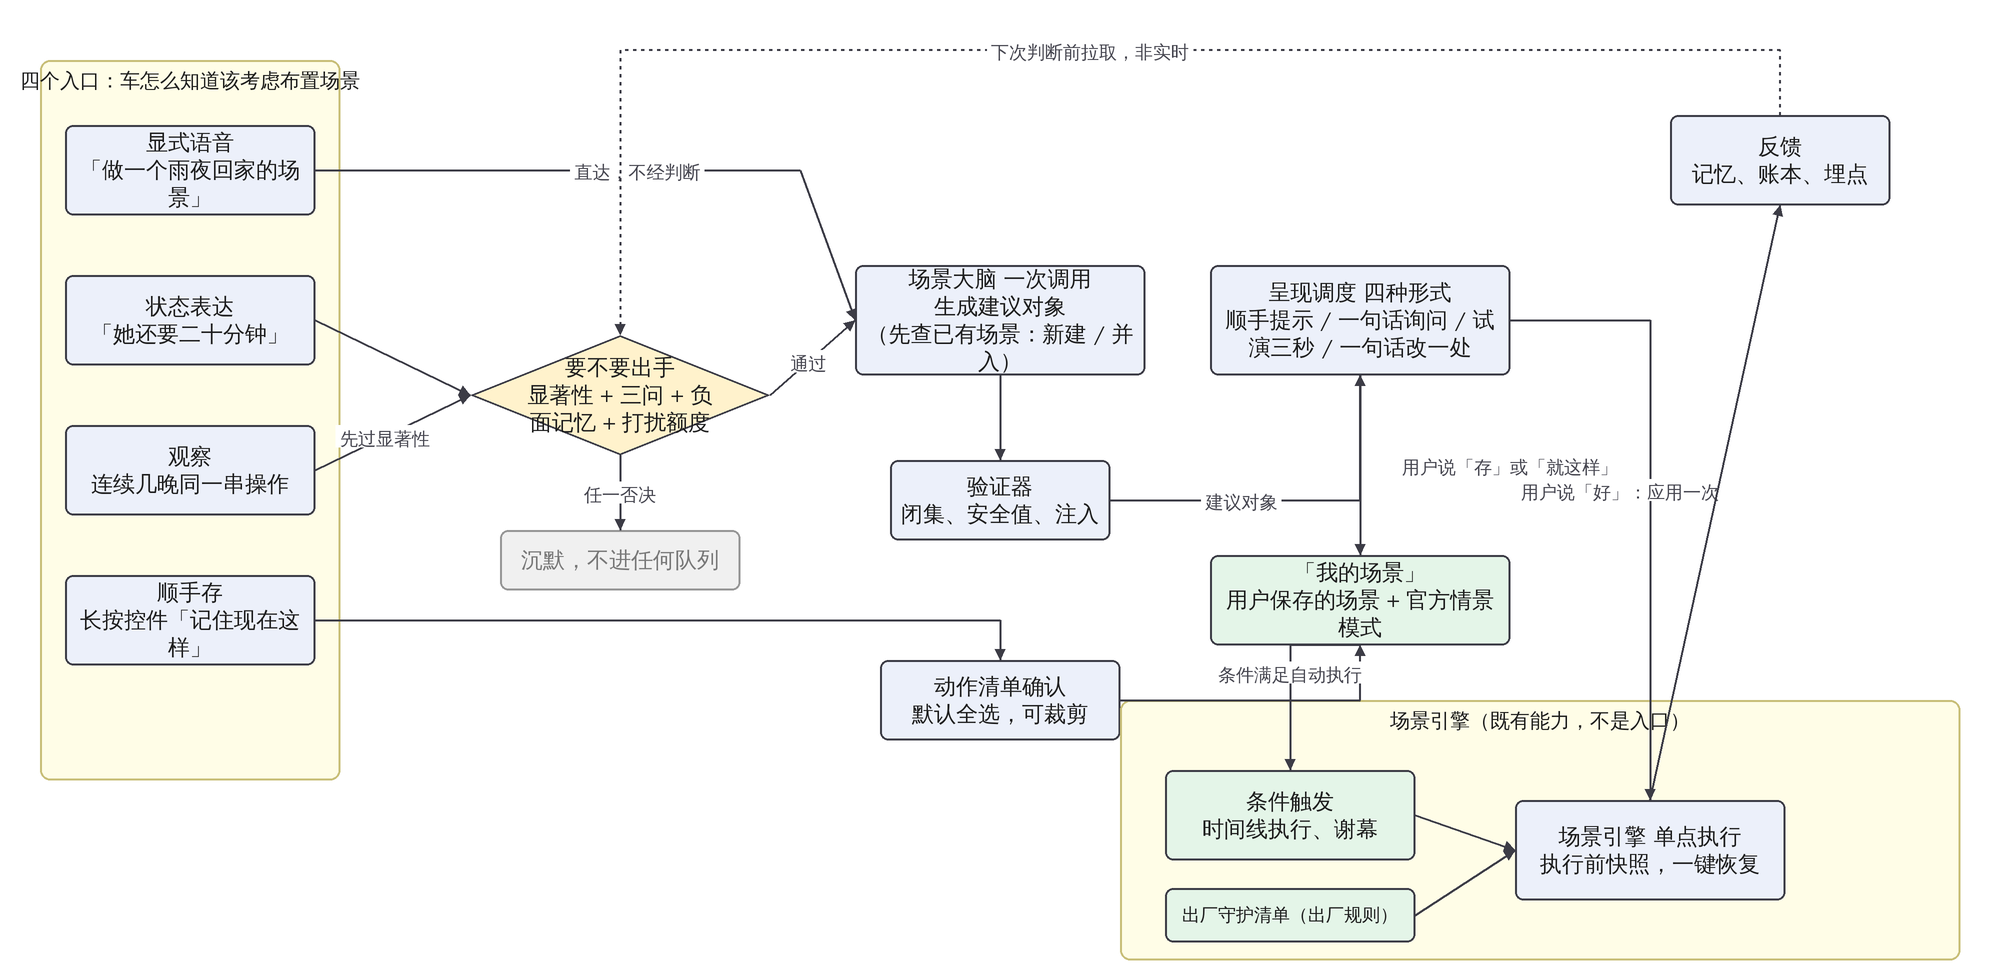 下次判断前拉取，非实时
四个入口：车怎么知道该考虑布置场景
显式语音
「做一个雨夜回家的场
景」
直达，不经判断
反馈
记忆、账本、埋点
状态表达
「她还要二十分钟」
场景大脑 一次调用
生成建议对象
（先查已有场景：新建 / 并
入）
呈现调度 四种形式
顺手提示 / 一句话询问 / 试
演三秒 / 一句话改一处
要不要出手
显著性 + 三问 + 负
面记忆 + 打扰额度
通过
先过显著性
观察
连续几晚同一串操作
任一否决
沉默，不进任何队列
验证器
闭集、安全值、注入
建议对象
用户说「存」或「就这样」
用户说「好」：应用一次
顺手存
长按控件「记住现在这
样」
「我的场景」
用户保存的场景 + 官方情景
模式
条件满足自动执行
动作清单确认
默认全选，可裁剪
场景引擎（既有能力，不是入口）
条件触发
时间线执行、谢幕
场景引擎 单点执行
执行前快照，一键恢复
出厂守护清单（出厂规则）